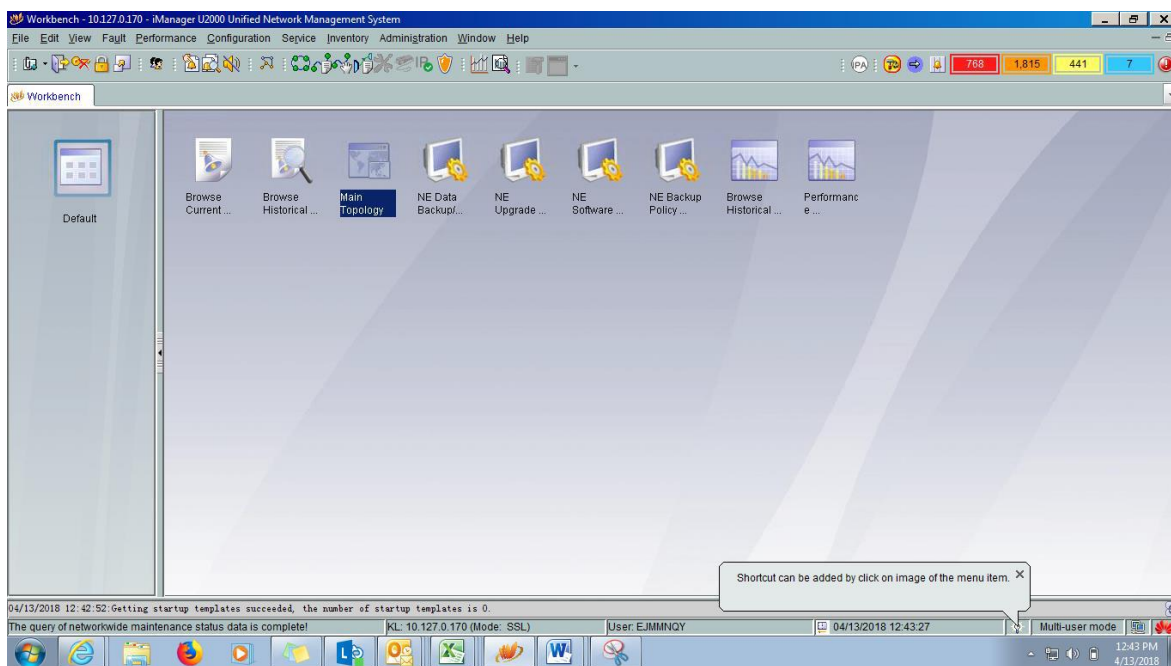 Workbench - 10.127.0.170 - iManager U2000 Unified Network Management System
File Edit View Fault Performance Configuration Service Inventory Administration Window Help
PA 768 1,815 441 7
Workbench
Default
Browse Current ...
Browse Historical ...
Main Topology
NE Data Backup/...
NE Upgrade ...
NE Software ...
NE Backup Policy ...
Browse Historical ...
Performance ...
Shortcut can be added by click on image of the menu item.
04/13/2018 12:42:52:Getting startup templates succeeded, the number of startup templates is 0.
The query of networkwide maintenance status data is complete! KL: 10.127.0.170 (Mode: SSL) User: EJMMNQY 04/13/2018 12:43:27 Multi-user mode
12:43 PM
4/13/2018